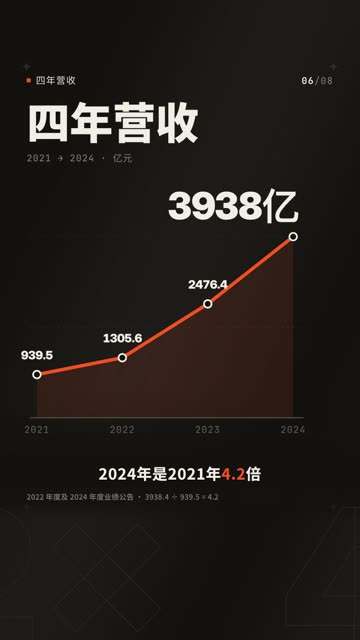 四年营收
06/08
四年营收
2021 → 2024 · 亿元
3938亿
2476.4
1305.6
939.5
2021 2022 2023 2024
2024年是2021年4.2倍
2022 年度及 2024 年度业绩公告 · 3938.4 ÷ 939.5 = 4.2